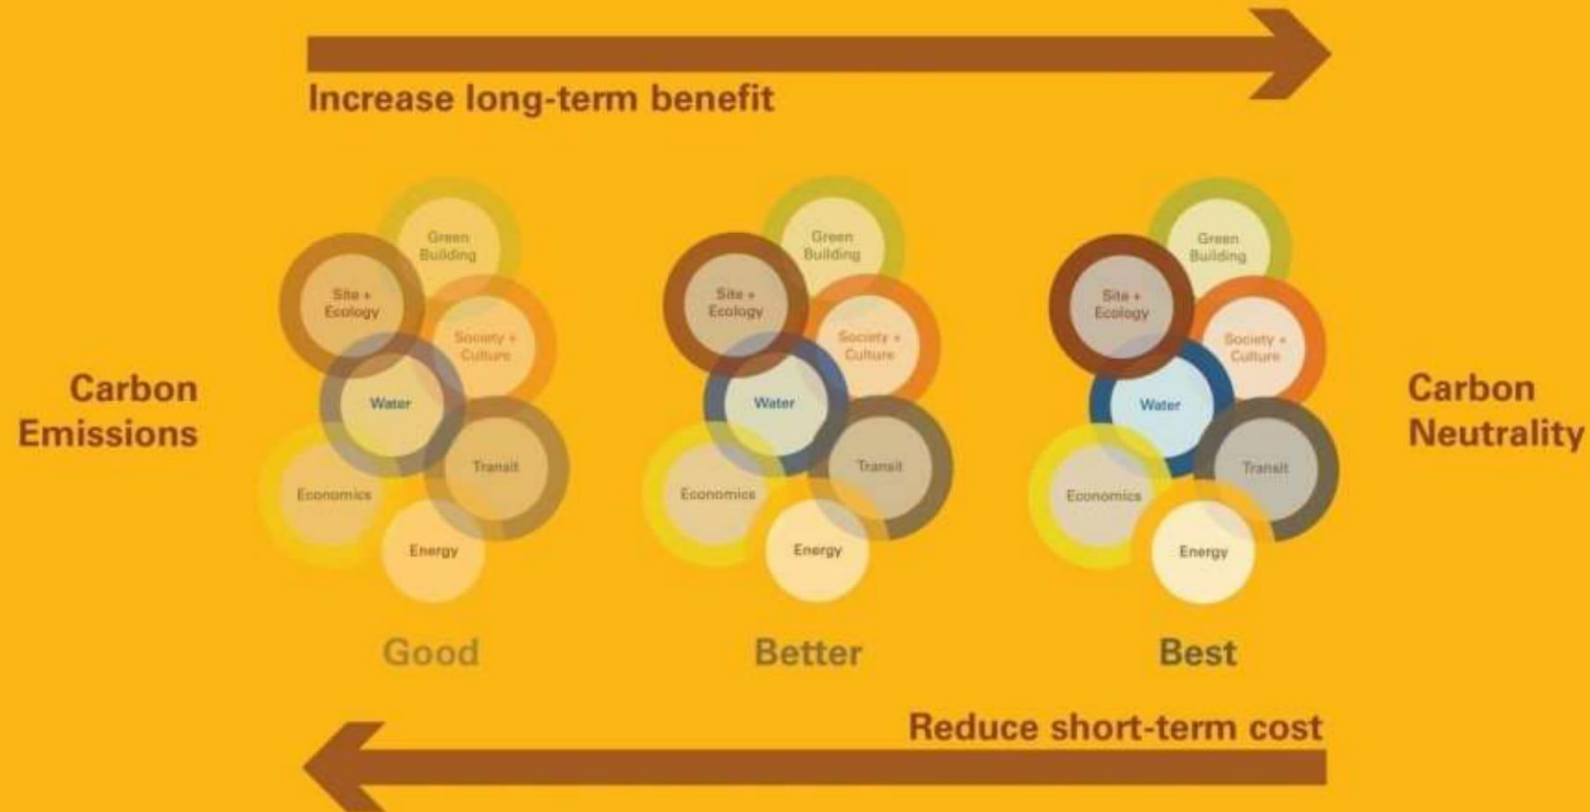 Increase long-term benefit
Carbon
Emissions
Green
Building
Site +
Ecology
Society +
Culture
Water
Transit
Economics
Energy
Good
Green
Building
Site +
Ecology
Society +
Culture
Water
Transit
Economics
Energy
Better
Green
Building
Site +
Ecology
Society +
Culture
Water
Transit
Economics
Energy
Best
Carbon
Neutrality
Reduce short-term cost